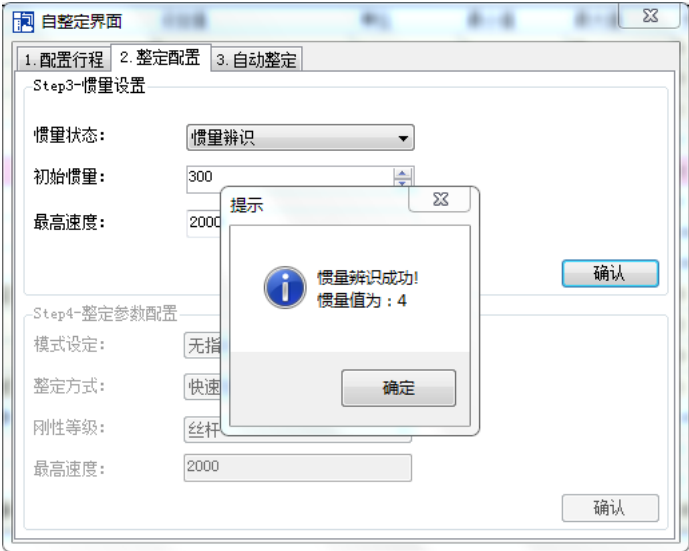 自整定界面
1.配置行程 2.整定配置 3.自动整定
Step3-惯量设置
惯量状态: 惯量辨识
初始惯量: 300
最高速度: 2000
确认
提示
惯量辨识成功!
惯量值为：4
确定
Step4-整定参数配置
模式设定: 无指
整定方式: 快速
刚性等级: 丝杆
最高速度: 2000
确认